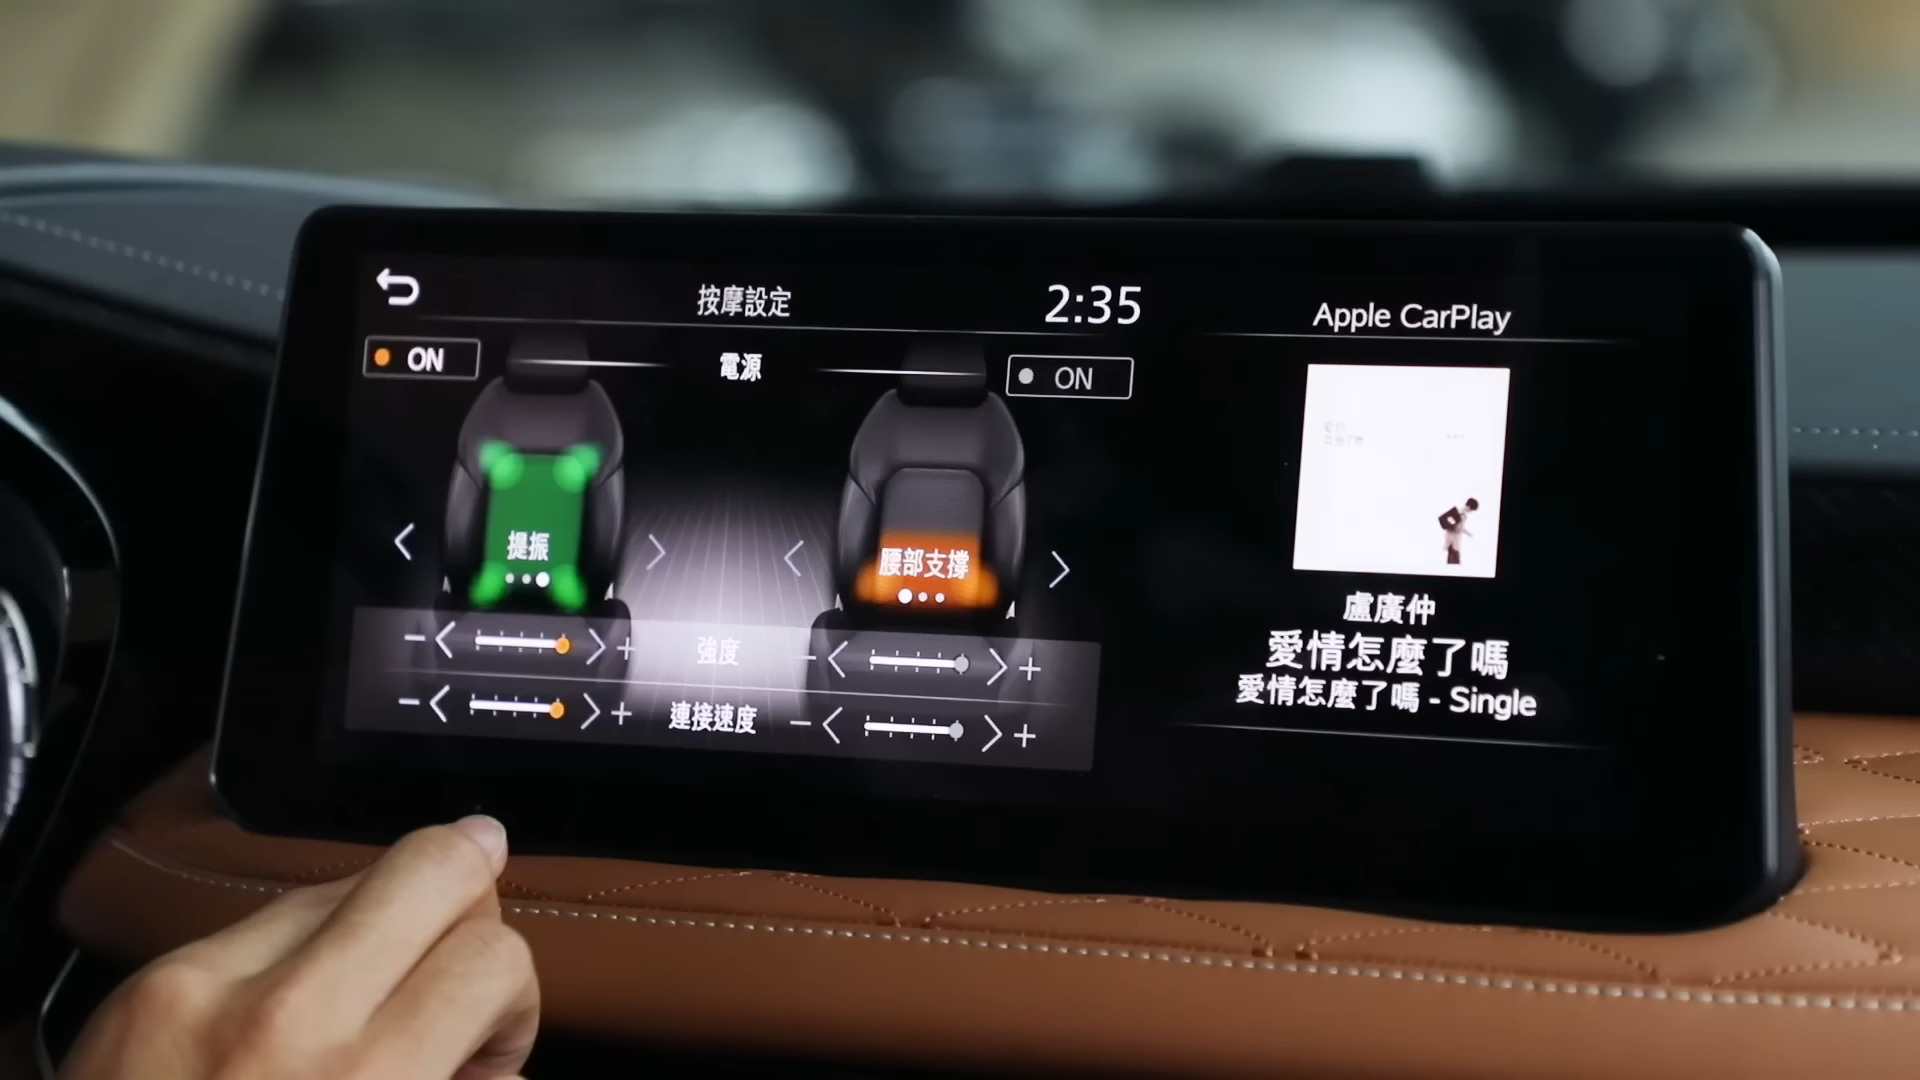 按摩設定
2:35
ON
電源
ON
提振
腰部支撐
強度
連接速度
Apple CarPlay
盧廣仲
愛情怎麼了嗎
愛情怎麼了嗎 - Single